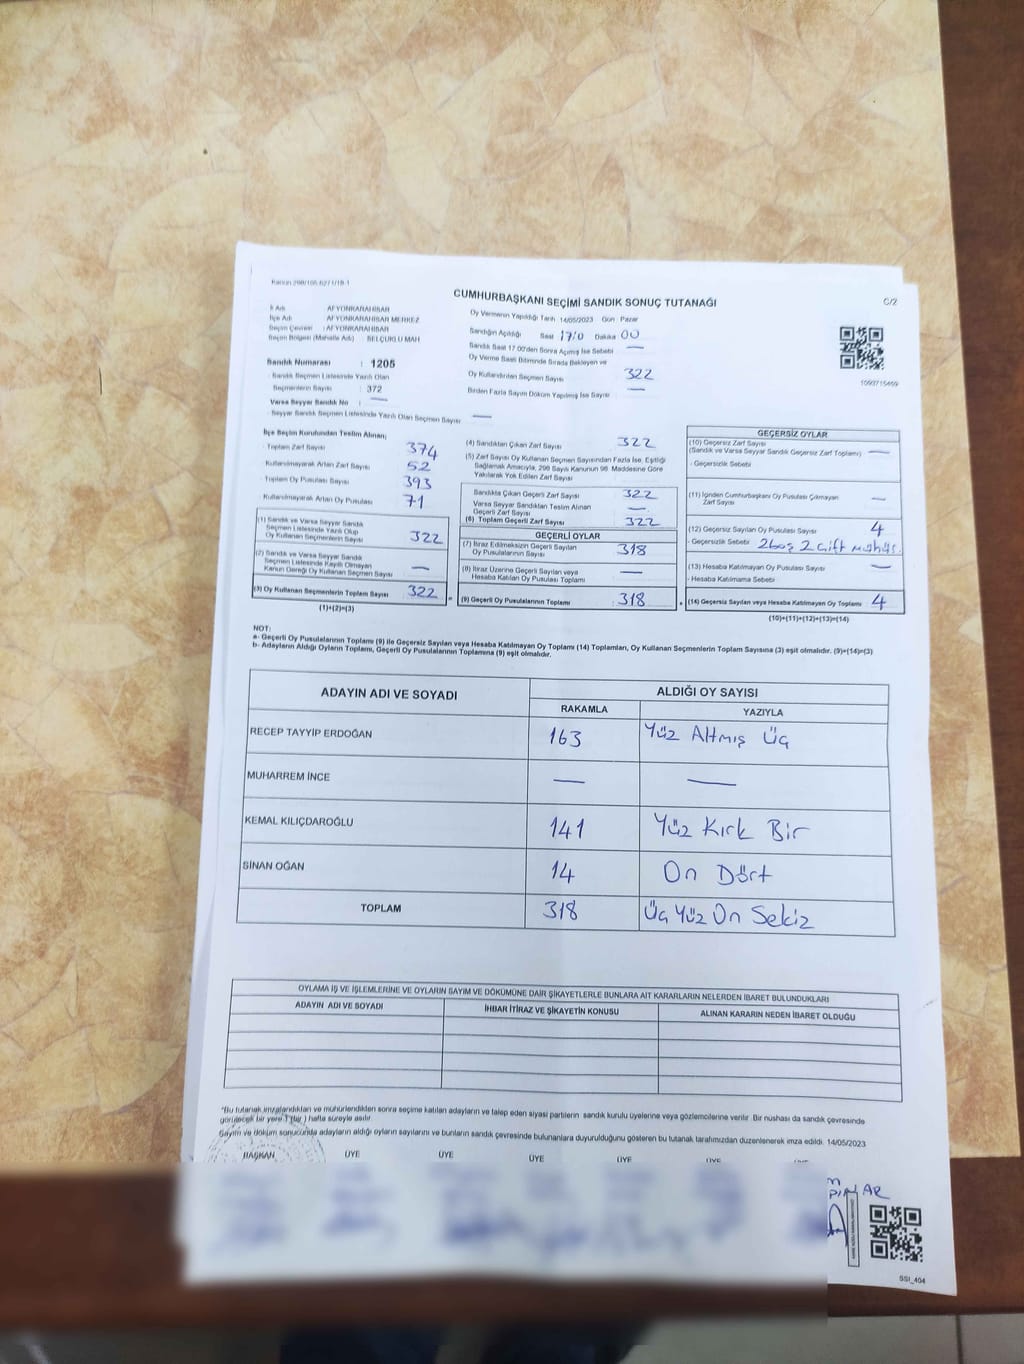 Kanun 298/105-6271/18-1
CUMHURBAŞKANI SEÇİMİ SANDIK SONUÇ TUTANAĞI
C/2
İl Adı : AFYONKARAHİSAR
İlçe Adı : AFYONKARAHİSAR MERKEZ
Seçim Çevresi : AFYONKARAHİSAR
Seçim Bölgesi (Mahalle Adı) SELÇUKLU MAH
Sandık Numarası : 1205
Sandık Seçmen Listesinde Yazılı Olan
Seçmenlerin Sayısı : 372
Varsa Seyyar Sandık No : —
Seyyar Sandık Seçmen Listesinde Yazılı Olan Seçmen Sayısı : —
Oy Vermenin Yapıldığı Tarih 14/05/2023 Gün : Pazar
Sandığın Açıldığı Saat 17:0 Dakika 00
Sandık Saat 17.00'den Sonra Açılmış İse Sebebi —
Oy Verme Saati Bitiminde Sırada Bekleyen ve
Oy Kullandırılan Seçmen Sayısı 322
Birden Fazla Sayım Döküm Yapılmış İse Sayısı —
1093715469
İlçe Seçim Kurulundan Teslim Alınan;
Toplam Zarf Sayısı 374
Kullanılmayarak Artan Zarf Sayısı 52
Toplam Oy Pusulası Sayısı 393
Kullanılmayarak Artan Oy Pusulası 71
(1) Sandık ve Varsa Seyyar Sandık
Seçmen Listesinde Yazılı Olup
Oy Kullanan Seçmenlerin Sayısı 322
(2) Sandık ve Varsa Seyyar Sandık
Seçmen Listesinde Kayıtlı Olmayan
Kanun Gereği Oy Kullanan Seçmen Sayısı —
(3) Oy Kullanan Seçmenlerin Toplam Sayısı 322 =
(1)+(2)=(3)
(4) Sandıktan Çıkan Zarf Sayısı 322
(5) Zarf Sayısı Oy Kullanan Seçmen Sayısından Fazla İse, Eşitliği
Sağlamak Amacıyla, 298 Sayılı Kanunun 98. Maddesine Göre
Yakılarak Yok Edilen Zarf Sayısı
Sandıkta Çıkan Geçerli Zarf Sayısı 322
Varsa Seyyar Sandıktan Teslim Alınan
Geçerli Zarf Sayısı —
(6) Toplam Geçerli Zarf Sayısı 322
GEÇERLİ OYLAR
(7) İtiraz Edilmeksizin Geçerli Sayılan
Oy Pusulalarının Sayısı 318
(8) İtiraz Üzerine Geçerli Sayılan veya
Hesaba Katılan Oy Pusulası Toplamı —
(9) Geçerli Oy Pusulalarının Toplamı : 318 +
GEÇERSİZ OYLAR
(10) Geçersiz Zarf Sayısı
(Sandık ve Varsa Seyyar Sandık Geçersiz Zarf Toplamı) —
- Geçersizlik Sebebi
(11) İçinden Cumhurbaşkanı Oy Pusulası Çıkmayan
Zarf Sayısı —
(12) Geçersiz Sayılan Oy Pusulası Sayısı 4
- Geçersizlik Sebebi 2 boş 2 Çift mühür.
(13) Hesaba Katılmayan Oy Pusulası Sayısı —
- Hesaba Katılmama Sebebi
(14) Geçersiz Sayılan veya Hesaba Katılmayan Oy Toplamı 4
(10)+(11)+(12)+(13)=(14)
NOT:
a- Geçerli Oy Pusulalarının Toplamı (9) ile Geçersiz Sayılan veya Hesaba Katılmayan Oy Toplamı (14) Toplamları, Oy Kullanan Seçmenlerin Toplam Sayısına (3) eşit olmalıdır. (9)+(14)=(3)
b- Adayların Aldığı Oyların Toplamı, Geçerli Oy Pusulalarının Toplamına (9) eşit olmalıdır.
ADAYIN ADI VE SOYADI ALDIĞI OY SAYISI
RAKAMLA YAZIYLA
RECEP TAYYİP ERDOĞAN 163 Yüz Altmış Üç
MUHARREM İNCE — —
KEMAL KILIÇDAROĞLU 141 Yüz Kırk Bir
SİNAN OĞAN 14 On Dört
TOPLAM 318 Üç Yüz On Sekiz
OYLAMA İŞ VE İŞLEMLERİNE VE OYLARIN SAYIM VE DÖKÜMÜNE DAİR ŞİKAYETLERLE BUNLARA AİT KARARLARIN NELERDEN İBARET BULUNDUKLARI
ADAYIN ADI VE SOYADI İHBAR İTİRAZ VE ŞİKAYETİN KONUSU ALINAN KARARIN NEDEN İBARET OLDUĞU
"Bu tutanak imzalandıktan ve mühürlendikten sonra seçime katılan adayların ve talep eden siyasi partilerin sandık kurulu üyelerine veya gözlemcilerine verilir. Bir nüshası da sandık çevresinde
görülecek bir yere 1 (bir) hafta süreyle asılır.
Sayım ve döküm sonucunda adayların aldığı oyların sayılarını ve bunların sandık çevresinde bulunanlara duyurulduğunu gösteren bu tutanak tarafımızdan düzenlenerek imza edildi. 14/05/2023
BAŞKAN ÜYE ÜYE ÜYE ÜYE ÜYE
SSI_404